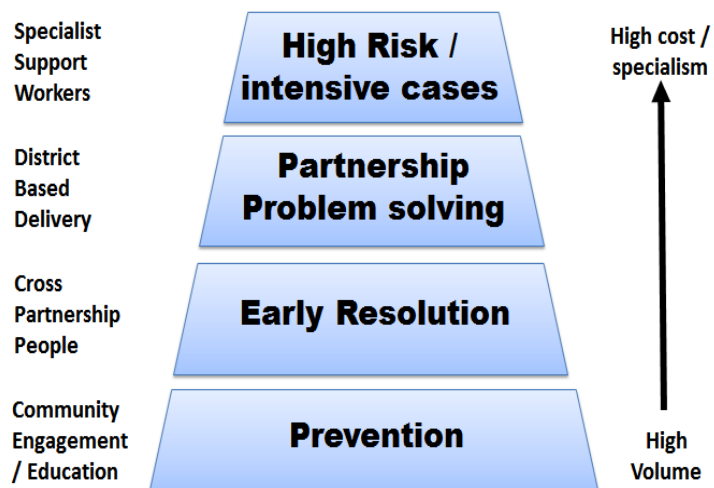 Specialist
Support
Workers
High Risk /
intensive cases
High cost /
specialism
District
Based
Delivery
Partnership
Problem solving
Cross
Partnership
People
Early Resolution
Community
Engagement
/ Education
Prevention
High
Volume